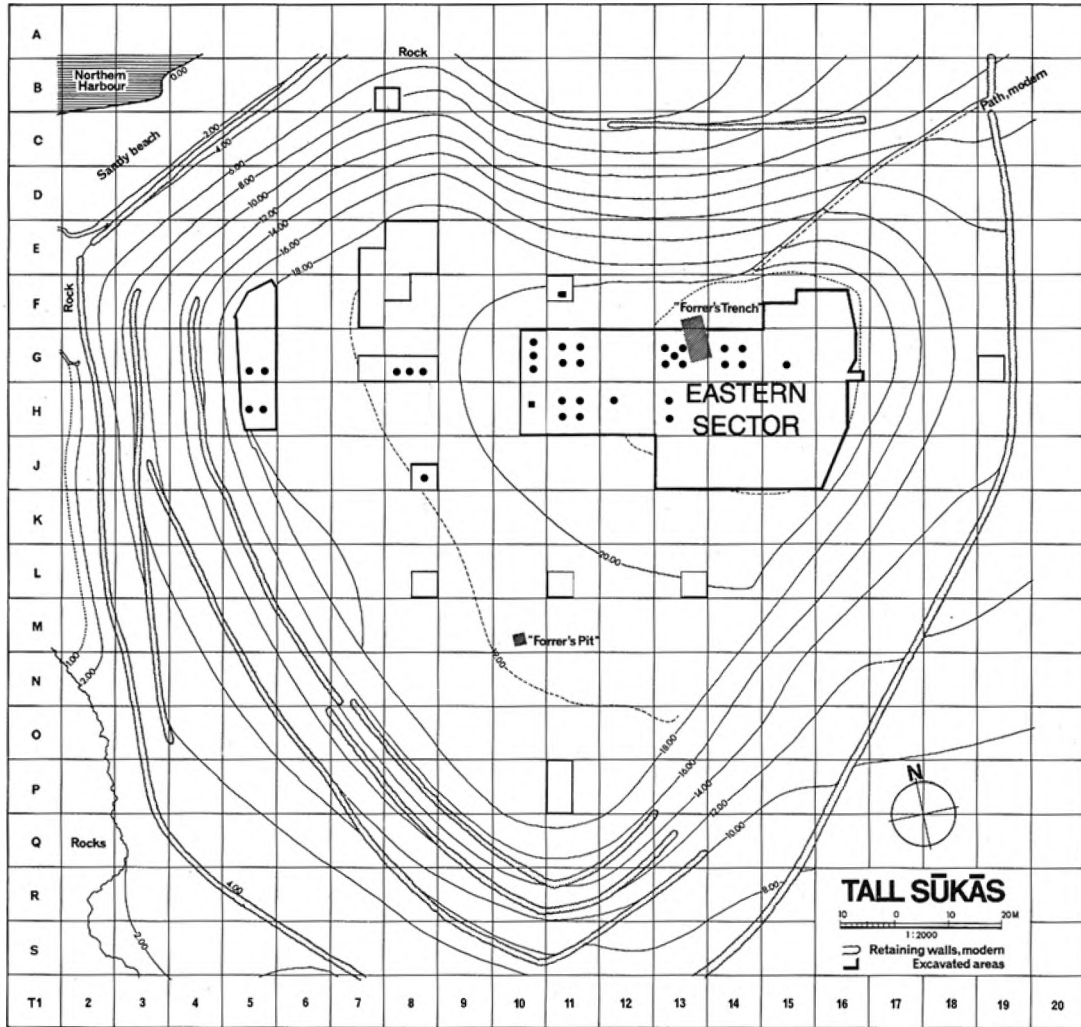 A
B
C
D
E
F
G
H
J
K
L
M
N
O
P
Q
R
S
T1 2 3 4 5 6 7 8 9 10 11 12 13 14 15 16 17 18 19 20
Rock
Northern
Harbour
0.00
Sandy beach
2.00
4.00
6.00
8.00
10.00
12.00
14.00
16.00
18.00
Path, modern
Rock
"Forrer's Trench"
EASTERN
SECTOR
20.00
"Forrer's Pit"
19.00
1.00
2.00
18.00
16.00
14.00
12.00
10.00
8.00
Rocks
4.00
2.00
N
TALL SŪKĀS
10 0 10 20 M
1:2000
Retaining walls, modern
Excavated areas